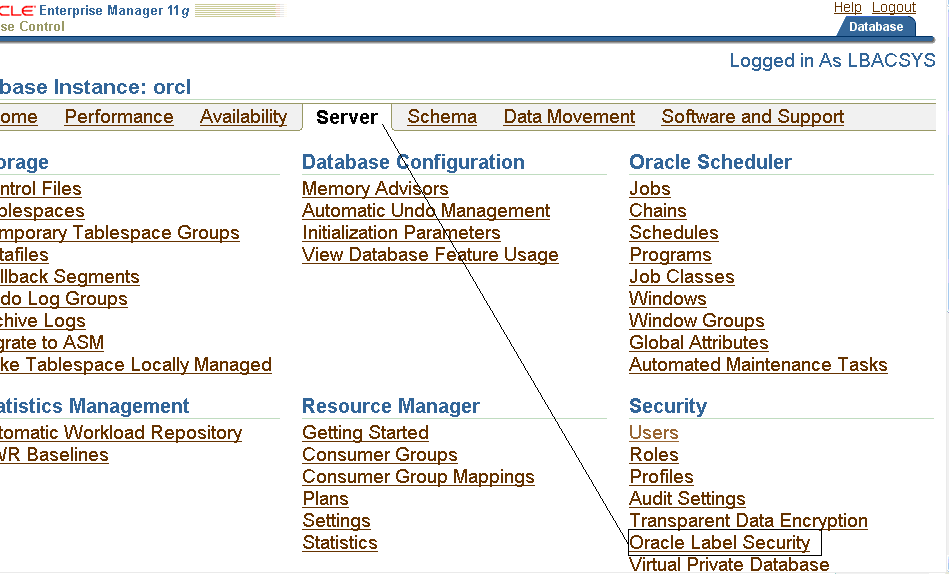 CLE Enterprise Manager 11g
se Control
Help Logout
Database
Logged in As LBACSYS
base Instance: orcl
ome Performance Availability Server Schema Data Movement Software and Support
orage
ntrol Files
blespaces
mporary Tablespace Groups
tafiles
llback Segments
do Log Groups
chive Logs
grate to ASM
ke Tablespace Locally Managed
Database Configuration
Memory Advisors
Automatic Undo Management
Initialization Parameters
View Database Feature Usage
Oracle Scheduler
Jobs
Chains
Schedules
Programs
Job Classes
Windows
Window Groups
Global Attributes
Automated Maintenance Tasks
atistics Management
tomatic Workload Repository
WR Baselines
Resource Manager
Getting Started
Consumer Groups
Consumer Group Mappings
Plans
Settings
Statistics
Security
Users
Roles
Profiles
Audit Settings
Transparent Data Encryption
Oracle Label Security
Virtual Private Database